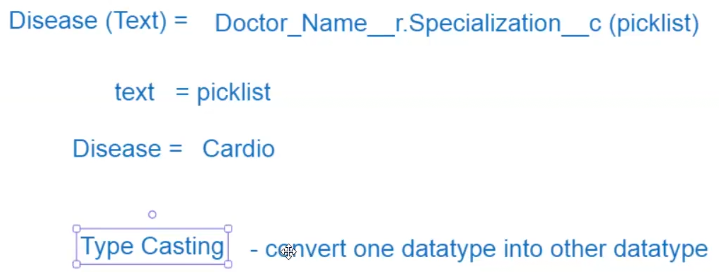 Disease (Text) = Doctor_Name__r.Specialization__c (picklist)
text = picklist
Disease = Cardio
Type Casting - convert one datatype into other datatype